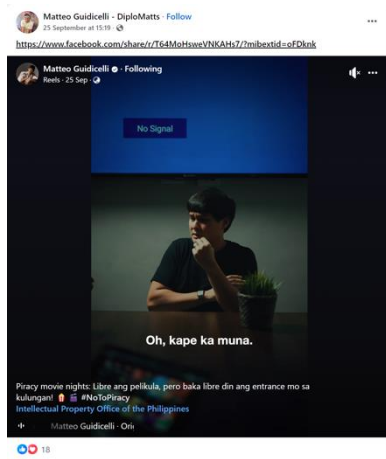 Matteo Guidicelli - DiploMatts · Follow
25 September at 15:19 ·
https://www.facebook.com/share/r/T64MoHsweVNKAHs7/?mibextid=oFDknk
Matteo Guidicelli · Following
Reels · 25 Sep ·
No Signal
Oh, kape ka muna.
Piracy movie nights: Libre ang pelikula, pero baka libre din ang entrance mo sa
kulungan! 🍿 🎬 #NoToPiracy
Intellectual Property Office of the Philippines
Matteo Guidicelli · Orig
18